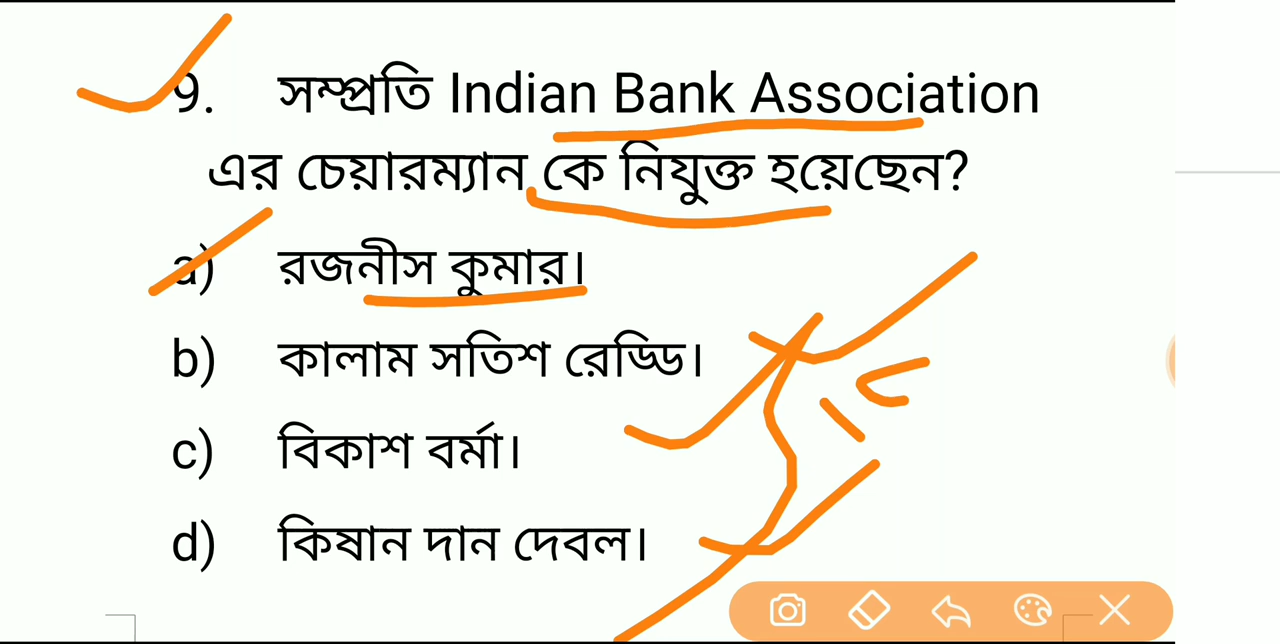 9. সম্প্রতি Indian Bank Association
এর চেয়ারম্যান কে নিযুক্ত হয়েছেন?
a) রজনীস কুমার।
b) কালাম সতিশ রেড্ডি।
c) বিকাশ বর্মা।
d) কিষান দান দেবল।